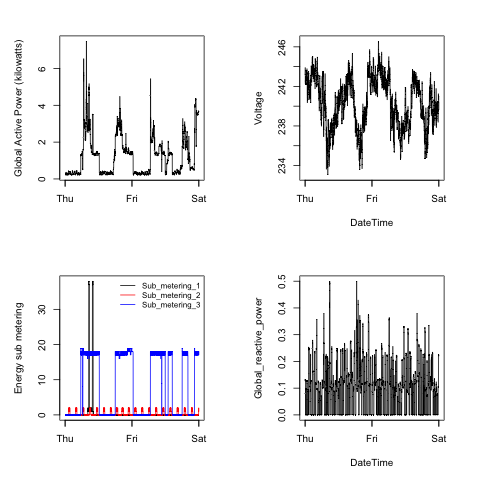 Global Active Power (kilowatts)
0 2 4 6
Thu Fri Sat
Voltage
234 238 242 246
Thu Fri Sat
DateTime
Energy sub metering
0 10 20 30
Sub_metering_1
Sub_metering_2
Sub_metering_3
Thu Fri Sat
Global_reactive_power
0.0 0.1 0.2 0.3 0.4 0.5
Thu Fri Sat
DateTime